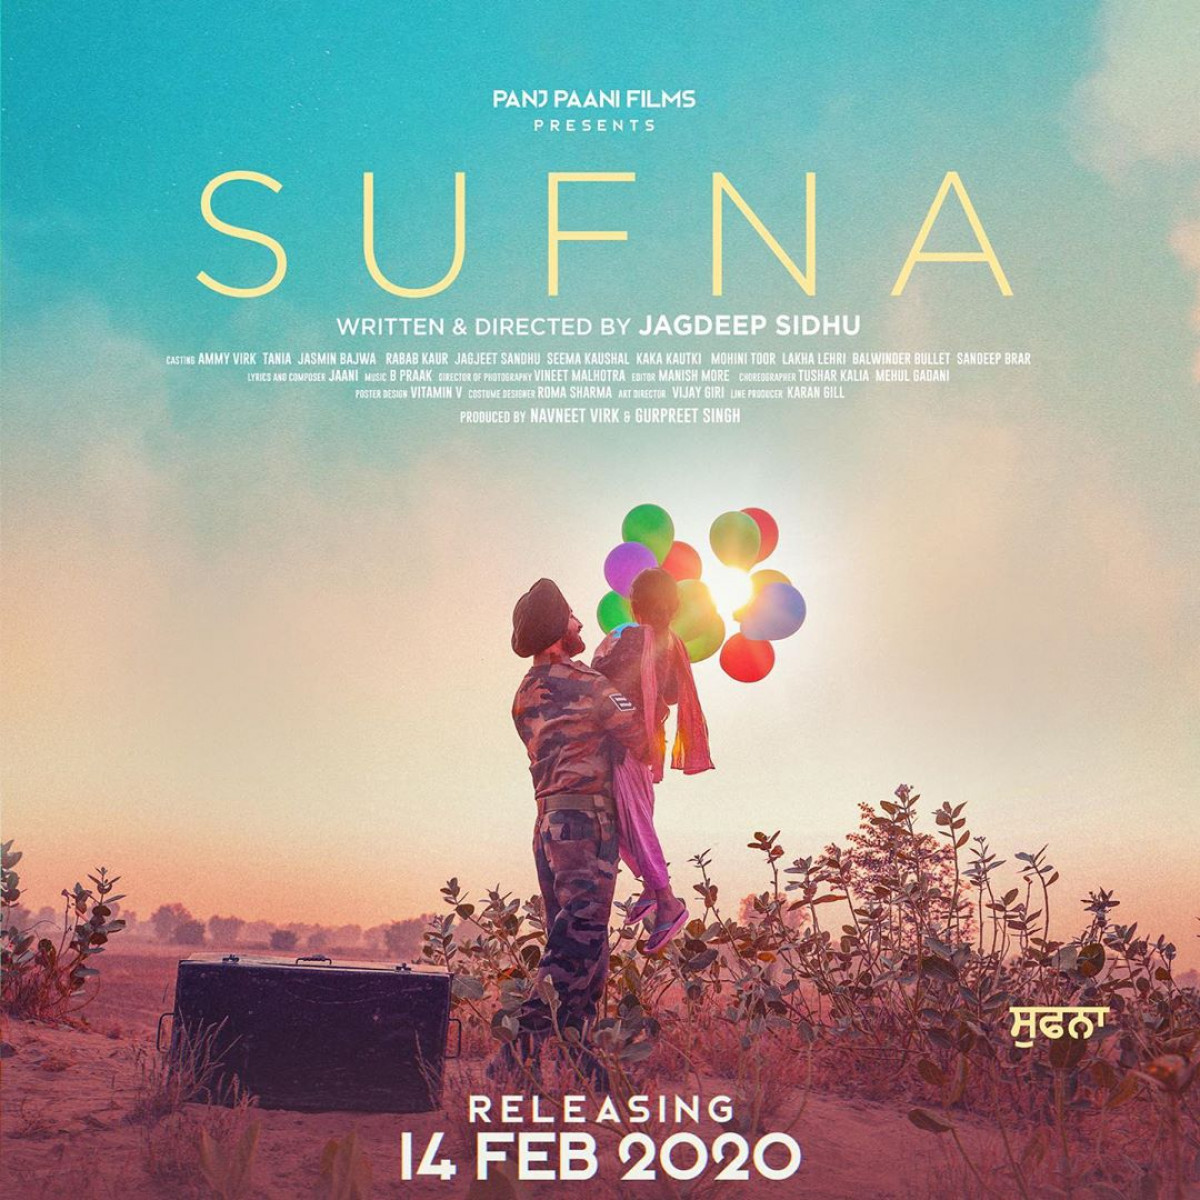 PANJ PAANI FILMS
PRESENTS
SUFNA
WRITTEN & DIRECTED BY JAGDEEP SIDHU
CASTING AMMY VIRK TANIA JASMIN BAJWA RABAB KAUR JAGJEET SANDHU SEEMA KAUSHAL KAKA KAUTKI MOHINI TOOR LAKHA LEHRI BALWINDER BULLET SANDEEP BRAR
LYRICS AND COMPOSER JAANI MUSIC B PRAAK DIRECTOR OF PHOTOGRAPHY VINEET MALHOTRA EDITOR MANISH MORE CHOREOGRAPHER TUSHAR KALIA MEHUL GADANI
POSTER DESIGN VITAMIN V COSTUME DESIGNER ROMA SHARMA ART DIRECTOR VIJAY GIRI LINE PRODUCER KARAN GILL
PRODUCED BY NAVNEET VIRK & GURPREET SINGH
ਸੁਫਨਾ
RELEASING
14 FEB 2020